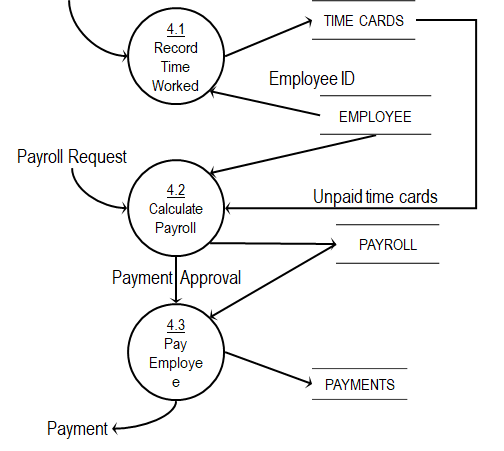 4.1
Record
Time
Worked
TIME CARDS
Employee ID
EMPLOYEE
Payroll Request
4.2
Calculate
Payroll
Unpaid time cards
PAYROLL
Payment Approval
4.3
Pay
Employe
e
PAYMENTS
Payment